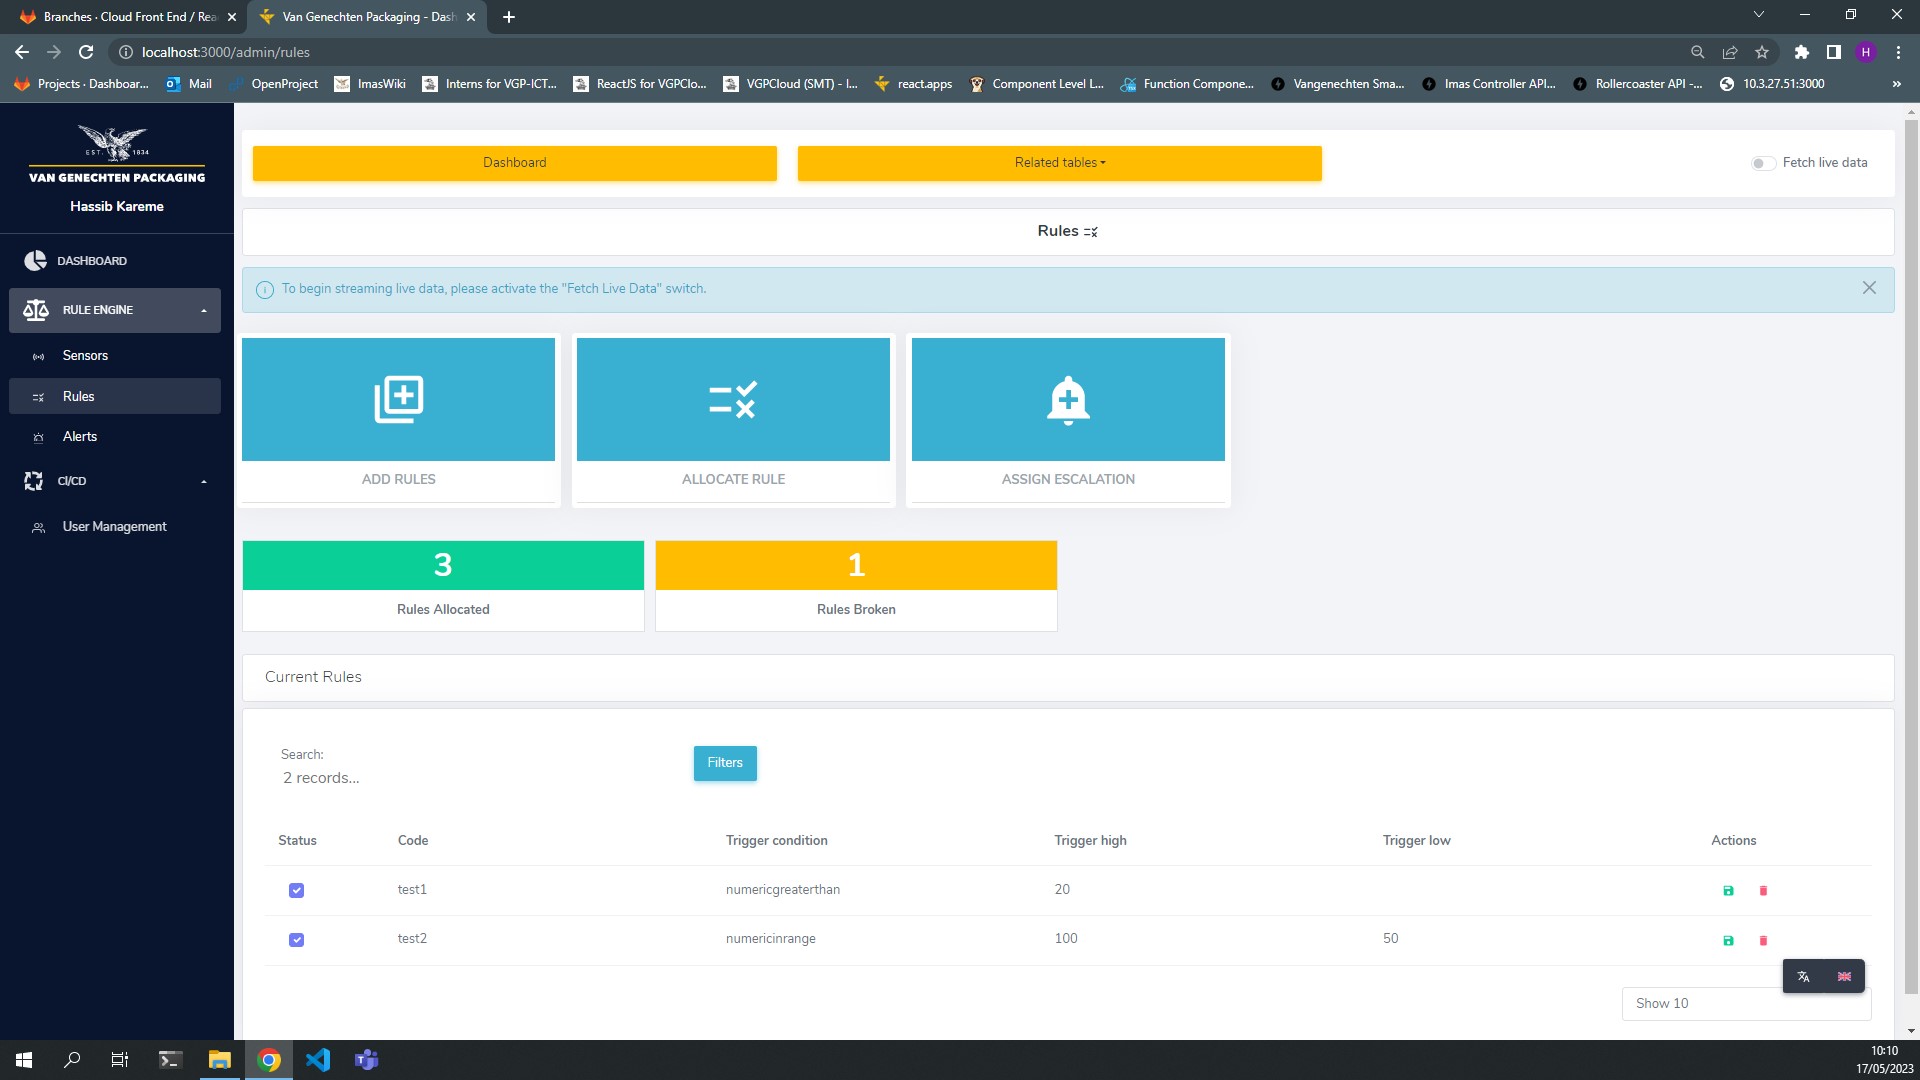 Branches · Cloud Front End / Rea
Van Genechten Packaging - Dash
localhost:3000/admin/rules
H
Projects · Dashboar...
Mail
OpenProject
ImasWiki
Interns for VGP-ICT...
ReactJS for VGPClo...
VGPCloud (SMT) - I...
react.apps
Component Level L...
Function Compone...
Vangenechten Sma...
Imas Controller API...
Rollercoaster API -...
10.3.27.51:3000
»
EST. 1834
VAN GENECHTEN PACKAGING
Hassib Kareme
DASHBOARD
RULE ENGINE
Sensors
Rules
Alerts
CI/CD
User Management
Dashboard
Related tables
Fetch live data
Rules
To begin streaming live data, please activate the "Fetch Live Data" switch.
ADD RULES
ALLOCATE RULE
ASSIGN ESCALATION
3
Rules Allocated
1
Rules Broken
Current Rules
Search:
2 records...
Filters
Status Code Trigger condition Trigger high Trigger low Actions
test1 numericgreaterthan 20
test2 numericinrange 100 50
Show 10
10:10
17/05/2023